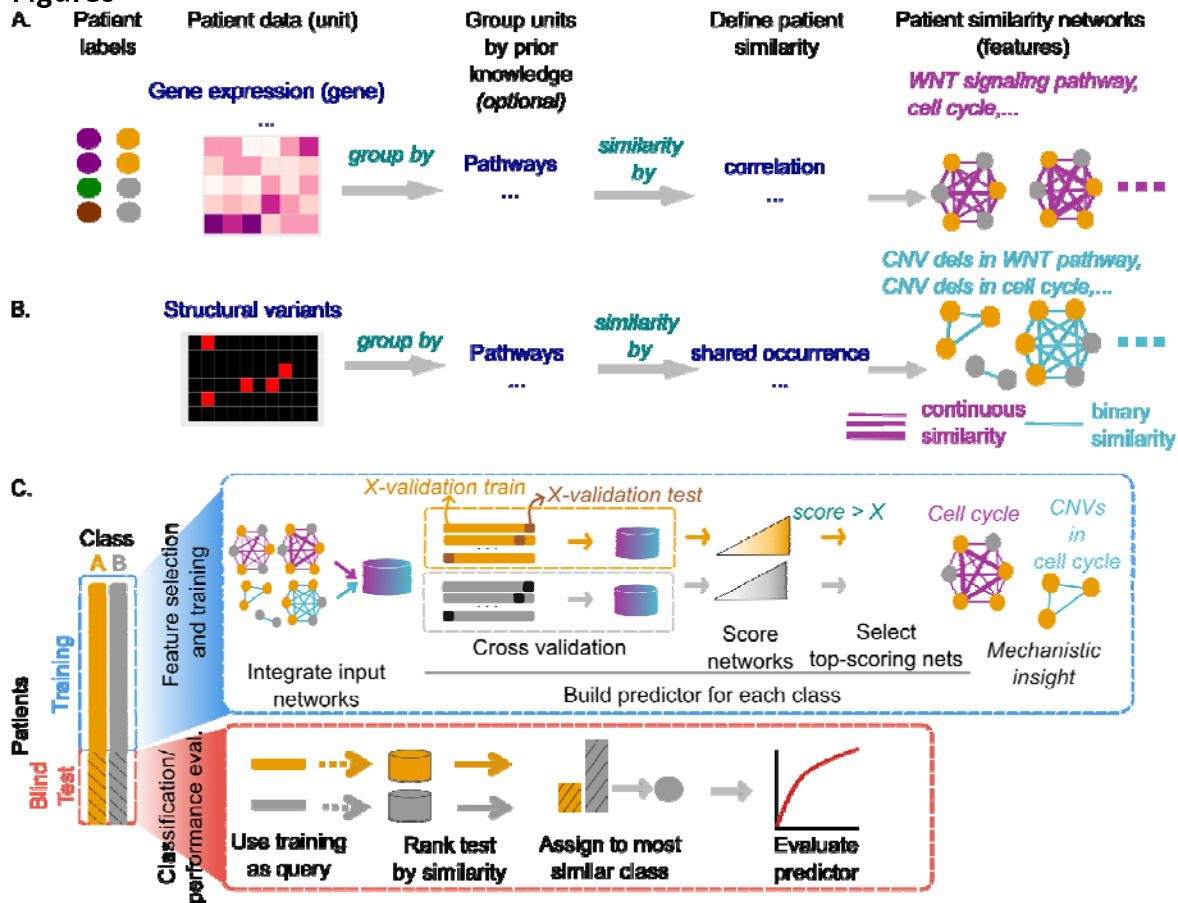 Figures
A.
Patient
labels
Patient data (unit)
Group units
by prior
knowledge
(optional)
Define patient
similarity
Patient similarity networks
(features)
Gene expression (gene)
...
group by
Pathways
...
similarity
by
correlation
...
WNT signaling pathway,
cell cycle,...
B.
Structural variants
group by
Pathways
...
similarity
by
shared occurrence
...
CNV dels in WNT pathway,
CNV dels in cell cycle,...
continuous
similarity
binary
similarity
C.
Class
A B
Patients
Training
Blind
Test
Feature selection
and training
X-validation train
X-validation test
...
...
score > X
Cell cycle
CNVs
in
cell cycle
Integrate input
networks
Cross validation
Score
networks
Select
top-scoring nets
Build predictor for each class
Mechanistic
insight
Classification/
performance eval.
Use training
as query
Rank test
by similarity
Assign to most
similar class
Evaluate
predictor